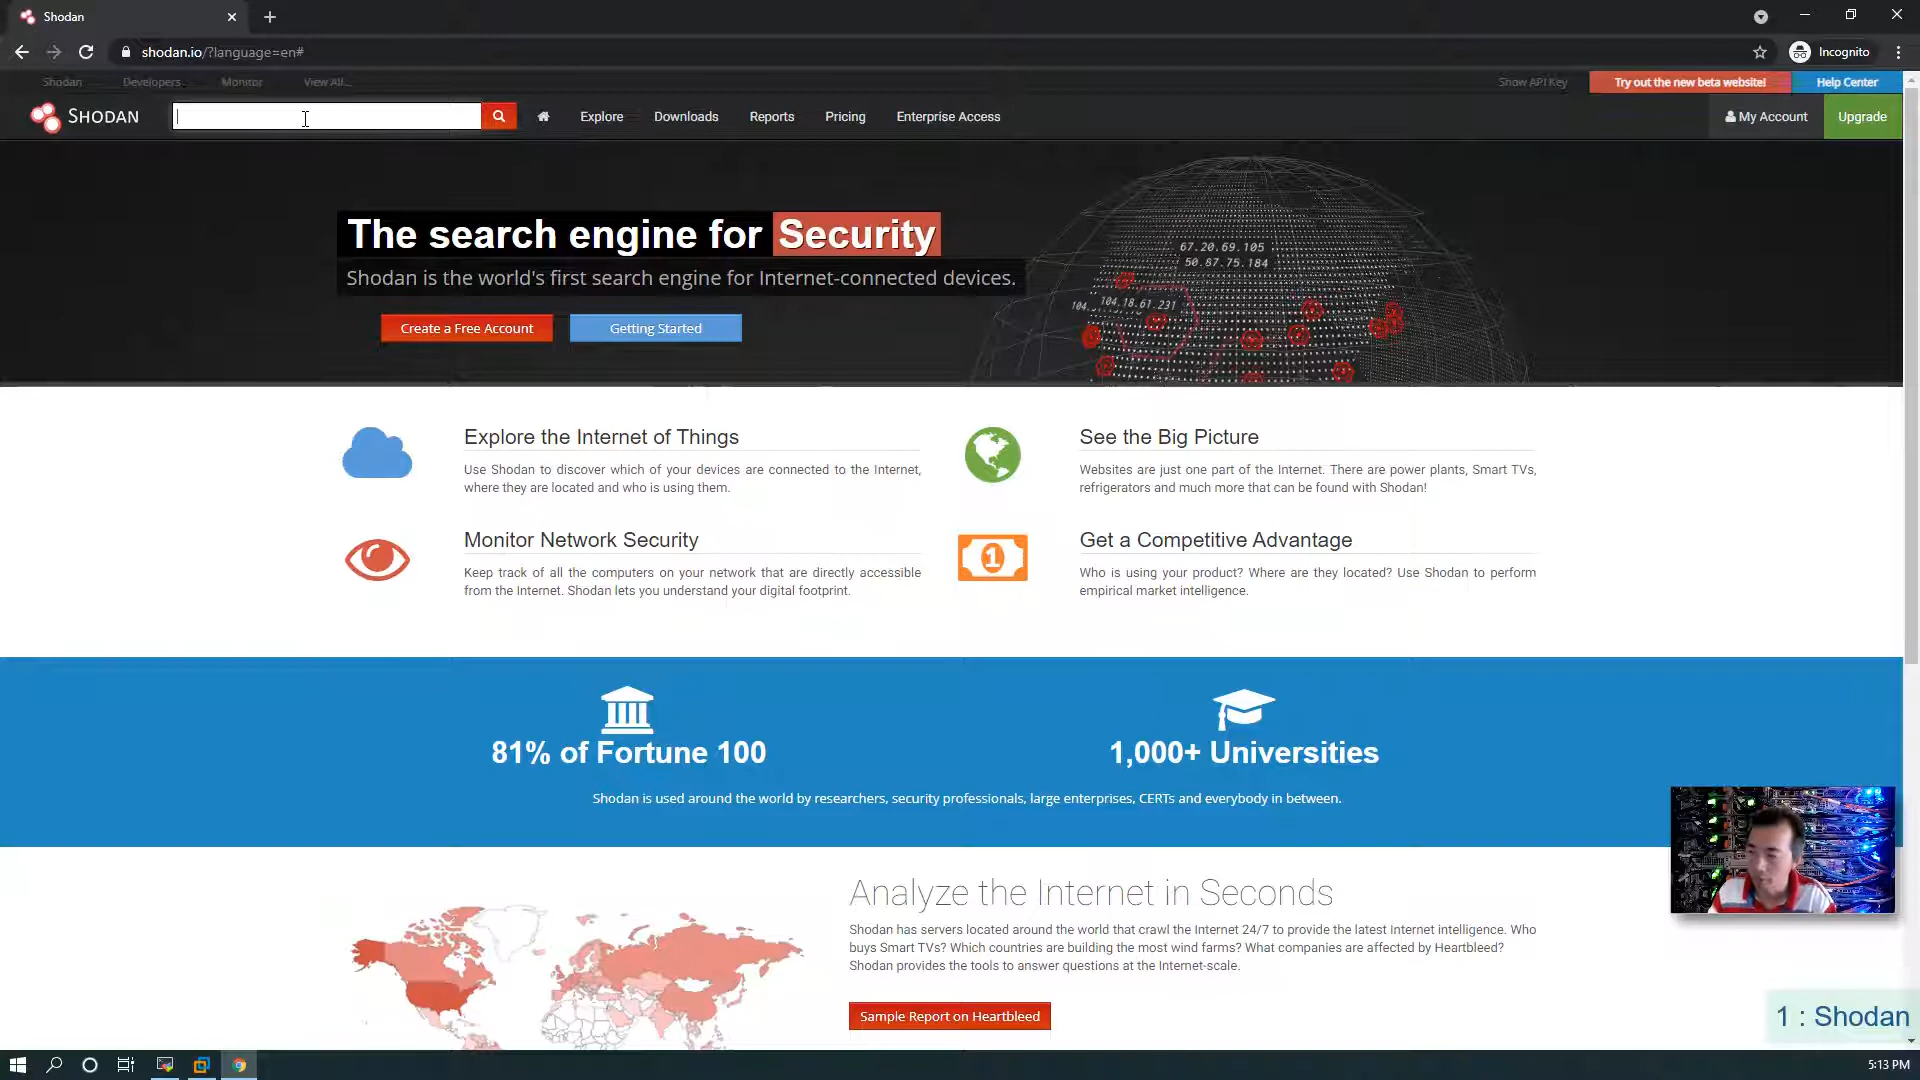 Shodan
shodan.io/?language=en#
Incognito
Shodan Developers Monitor View All...
Show API Key Try out the new beta website! Help Center
SHODAN Explore Downloads Reports Pricing Enterprise Access My Account Upgrade
The search engine for Security
Shodan is the world's first search engine for Internet-connected devices.
Create a Free Account Getting Started
67.20.69.105
50.87.75.184
104. 104.18.61.231
Explore the Internet of Things
Use Shodan to discover which of your devices are connected to the Internet,
where they are located and who is using them.
See the Big Picture
Websites are just one part of the Internet. There are power plants, Smart TVs,
refrigerators and much more that can be found with Shodan!
Monitor Network Security
Keep track of all the computers on your network that are directly accessible
from the Internet. Shodan lets you understand your digital footprint.
1
Get a Competitive Advantage
Who is using your product? Where are they located? Use Shodan to perform
empirical market intelligence.
81% of Fortune 100
1,000+ Universities
Shodan is used around the world by researchers, security professionals, large enterprises, CERTs and everybody in between.
Analyze the Internet in Seconds
Shodan has servers located around the world that crawl the Internet 24/7 to provide the latest Internet intelligence. Who
buys Smart TVs? Which countries are building the most wind farms? What companies are affected by Heartbleed?
Shodan provides the tools to answer questions at the Internet-scale.
Sample Report on Heartbleed
1 : Shodan
5:13 PM